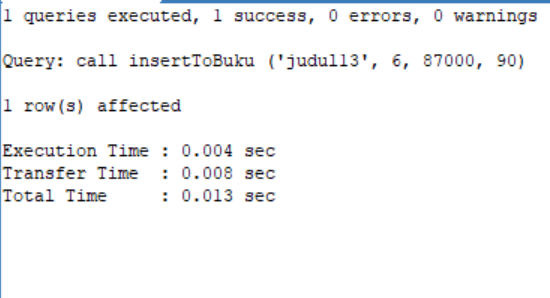 1 queries executed, 1 success, 0 errors, 0 warnings
Query: call insertToBuku ('judul13', 6, 87000, 90)
1 row(s) affected
Execution Time : 0.004 sec
Transfer Time  : 0.008 sec
Total Time     : 0.013 sec